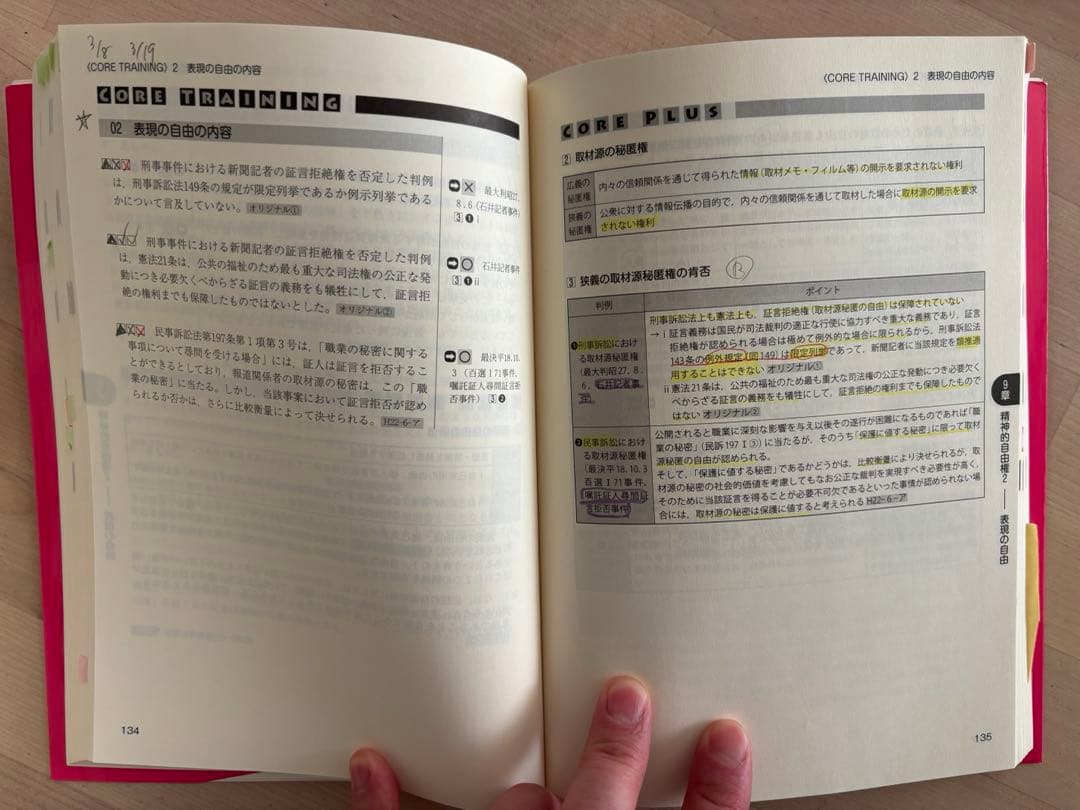 3/8 3/19
〈CORE TRAINING〉2 表現の自由の内容
CORE TRAINING
02 表現の自由の内容
刑事事件における新聞記者の証言拒絶権を否定した判例
は、刑事訴訟法149条の規定が限定列挙であるか例示列挙である
かについて言及していない。オリジナル①
➡× 最大判昭27.
8.6(石井記者事件)
3❶ⅰ
刑事事件における新聞記者の証言拒絶権を否定した判例
は、憲法21条は、公共の福祉のため最も重大な司法権の公正な発
動につき必要欠くべからざる証言の義務をも犠牲にして、証言拒
絶の権利までも保障したものではないとした。オリジナル②
➡○ 石井記者事件
3❶ⅱ
民事訴訟法第197条第1項第3号は、「職業の秘密に関する
事項について尋問を受ける場合」には、証人は証言を拒否するこ
とができるとしており、報道関係者の取材源の秘密は、この「職
業の秘密」に当たる。しかし、当該事案において証言拒否が認め
られるか否かは、さらに比較衡量によって決せられる。H22-6-ア
➡○ 最決平18.10.
3(百選Ⅰ71事件、
嘱託証人尋問証言拒
否事件) 3❷
134
〈CORE TRAINING〉2 表現の自由の内容
CORE PLUS
2 取材源の秘匿権
広義の
秘匿権
内々の信頼関係を通じて得られた情報(取材メモ・フィルム等)の開示を要求されない権利
狭義の
秘匿権
公衆に対する情報伝播の目的で、内々の信頼関係を通じて取材した場合に取材源の開示を要求
されない権利
3 狭義の取材源秘匿権の肯否
判例
ポイント
❶刑事訴訟におけ
る取材源秘匿権
(最大判昭27.8.
6、石井記者事
件)
刑事訴訟法上も憲法上も、証言拒絶権(取材源秘匿の自由)は保障されていない
→ⅰ証言義務は国民が司法裁判の適正な行使に協力すべき重大な義務であり、証言
拒絶権が認められる場合は極めて例外的な場合に限られるから、刑事訴訟法
143条の例外規定(同149)は限定列挙であって、新聞記者に当該規定を類推適
用することはできない オリジナル①
ⅱ憲法21条は、公共の福祉のため最も重大な司法権の公正な発動につき必要欠く
べからざる証言の義務をも犠牲にして、証言拒絶の権利までも保障したもので
はない オリジナル②
❷民事訴訟におけ
る取材源秘匿権
(最決平18.10.3
百選Ⅰ71事件、
嘱託証人尋問証
言拒否事件)
公開されると職業に深刻な影響を与え以後その遂行が困難になるものであれば「職
業の秘密」(民訴197Ⅰ③)に当たるが、そのうち「保護に値する秘密」に限って取材
源秘匿の自由が認められる。
そして、「保護に値する秘密」であるかどうかは、比較衡量により決せられるが、取
材源の秘密の社会的価値を考慮してもなお公正な裁判を実現すべき必要性が高く、
そのために当該証言を得ることが必要不可欠であるといった事情が認められない場
合には、取材源の秘密は保護に値すると考えられる H22-6-ア
9
章
精神的自由権2――表現の自由
135